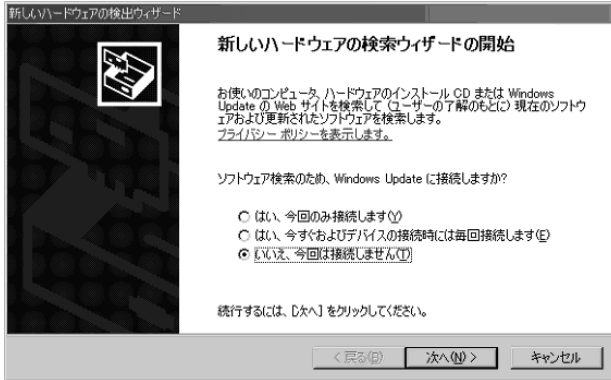 新しいハードウェアの検出ウィザード
新しいハードウェアの検索ウィザードの開始
お使いのコンピュータ、ハードウェアのインストール CD または Windows
Update の Web サイトを検索して (ユーザーの了解のもとに) 現在のソフトウ
ェアおよび更新されたソフトウェアを検索します。
プライバシー ポリシーを表示します。
ソフトウェア検索のため、Windows Update に接続しますか?
はい、今回のみ接続します(Y)
はい、今すぐおよびデバイスの接続時には毎回接続します(E)
いいえ、今回は接続しません(T)
続行するには、[次へ] をクリックしてください。
< 戻る(B) 次へ(N) > キャンセル